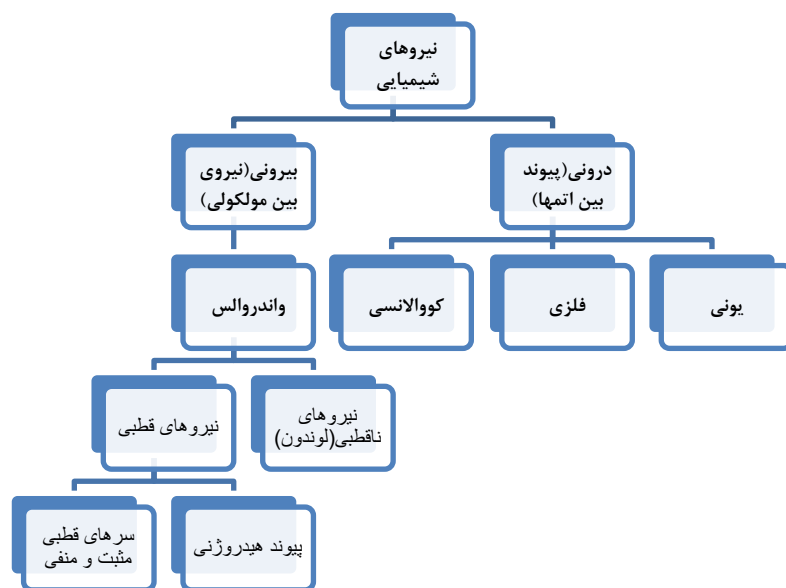 نیروهای
شیمیایی
درونی(پیوند
بین اتمها)
بیرونی(نیروی
بین مولکولی)
یونی
فلزی
کووالانسی
واندروالس
نیروهای
ناقطبی(لوندون)
نیروهای قطبی
پیوند هیدروژنی
سرهای قطبی
مثبت و منفی